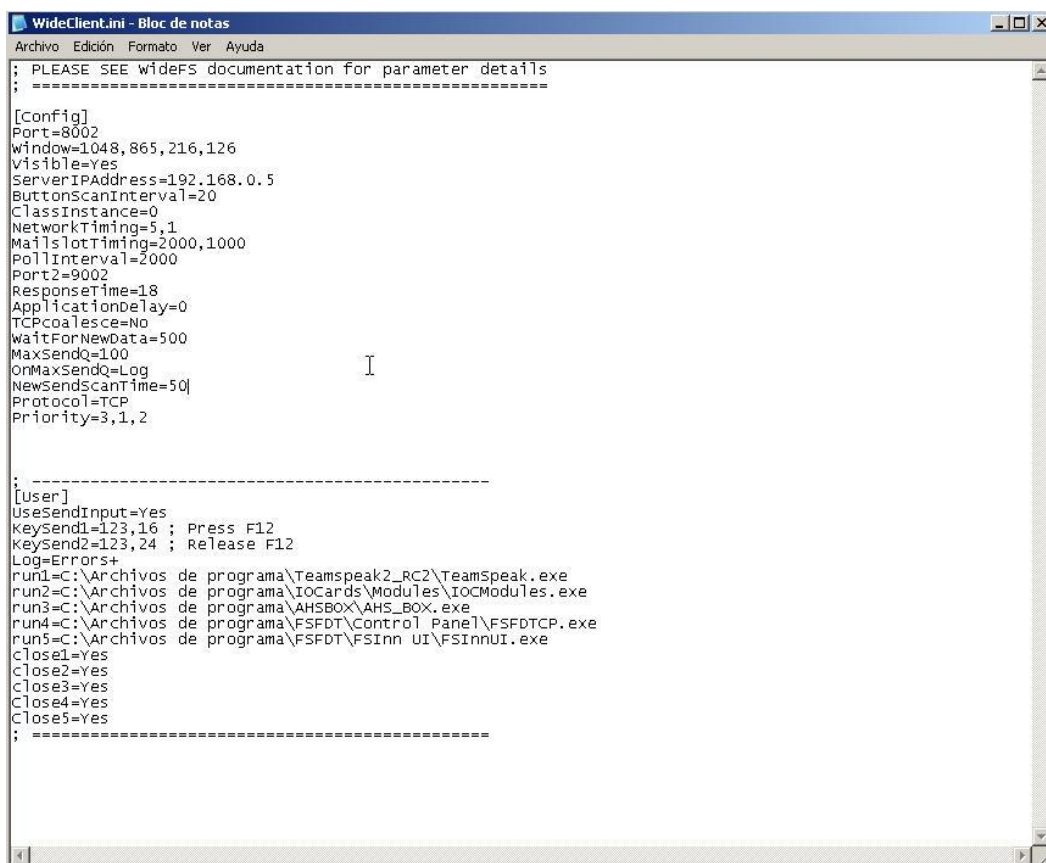 WideClient.ini - Bloc de notas
Archivo Edición Formato Ver Ayuda
; PLEASE SEE WideFS documentation for parameter details
; =====================================================
[Config]
Port=8002
Window=1048,865,216,126
Visible=Yes
ServerIPAddress=192.168.0.5
ButtonScanInterval=20
ClassInstance=0
NetworkTiming=5,1
MailslotTiming=2000,1000
PollInterval=2000
Port2=9002
ResponseTime=18
ApplicationDelay=0
TCPcoalesce=No
WaitForNewData=500
MaxSendQ=100
OnMaxSendQ=Log
NewSendScanTime=50
Protocol=TCP
Priority=3,1,2
; -----------------------------------------------
[User]
UseSendInput=Yes
KeySend1=123,16 ; Press F12
KeySend2=123,24 ; Release F12
Log=Errors+
run1=C:\Archivos de programa\Teamspeak2_RC2\TeamSpeak.exe
run2=C:\Archivos de programa\IOCards\Modules\IOCModules.exe
run3=C:\Archivos de programa\AHSBOX\AHS_BOX.exe
run4=C:\Archivos de programa\FSFDT\Control Panel\FSFDTCP.exe
run5=C:\Archivos de programa\FSFDT\FSInn UI\FSInnUI.exe
close1=Yes
close2=Yes
close3=Yes
Close4=Yes
Close5=Yes
; ===============================================